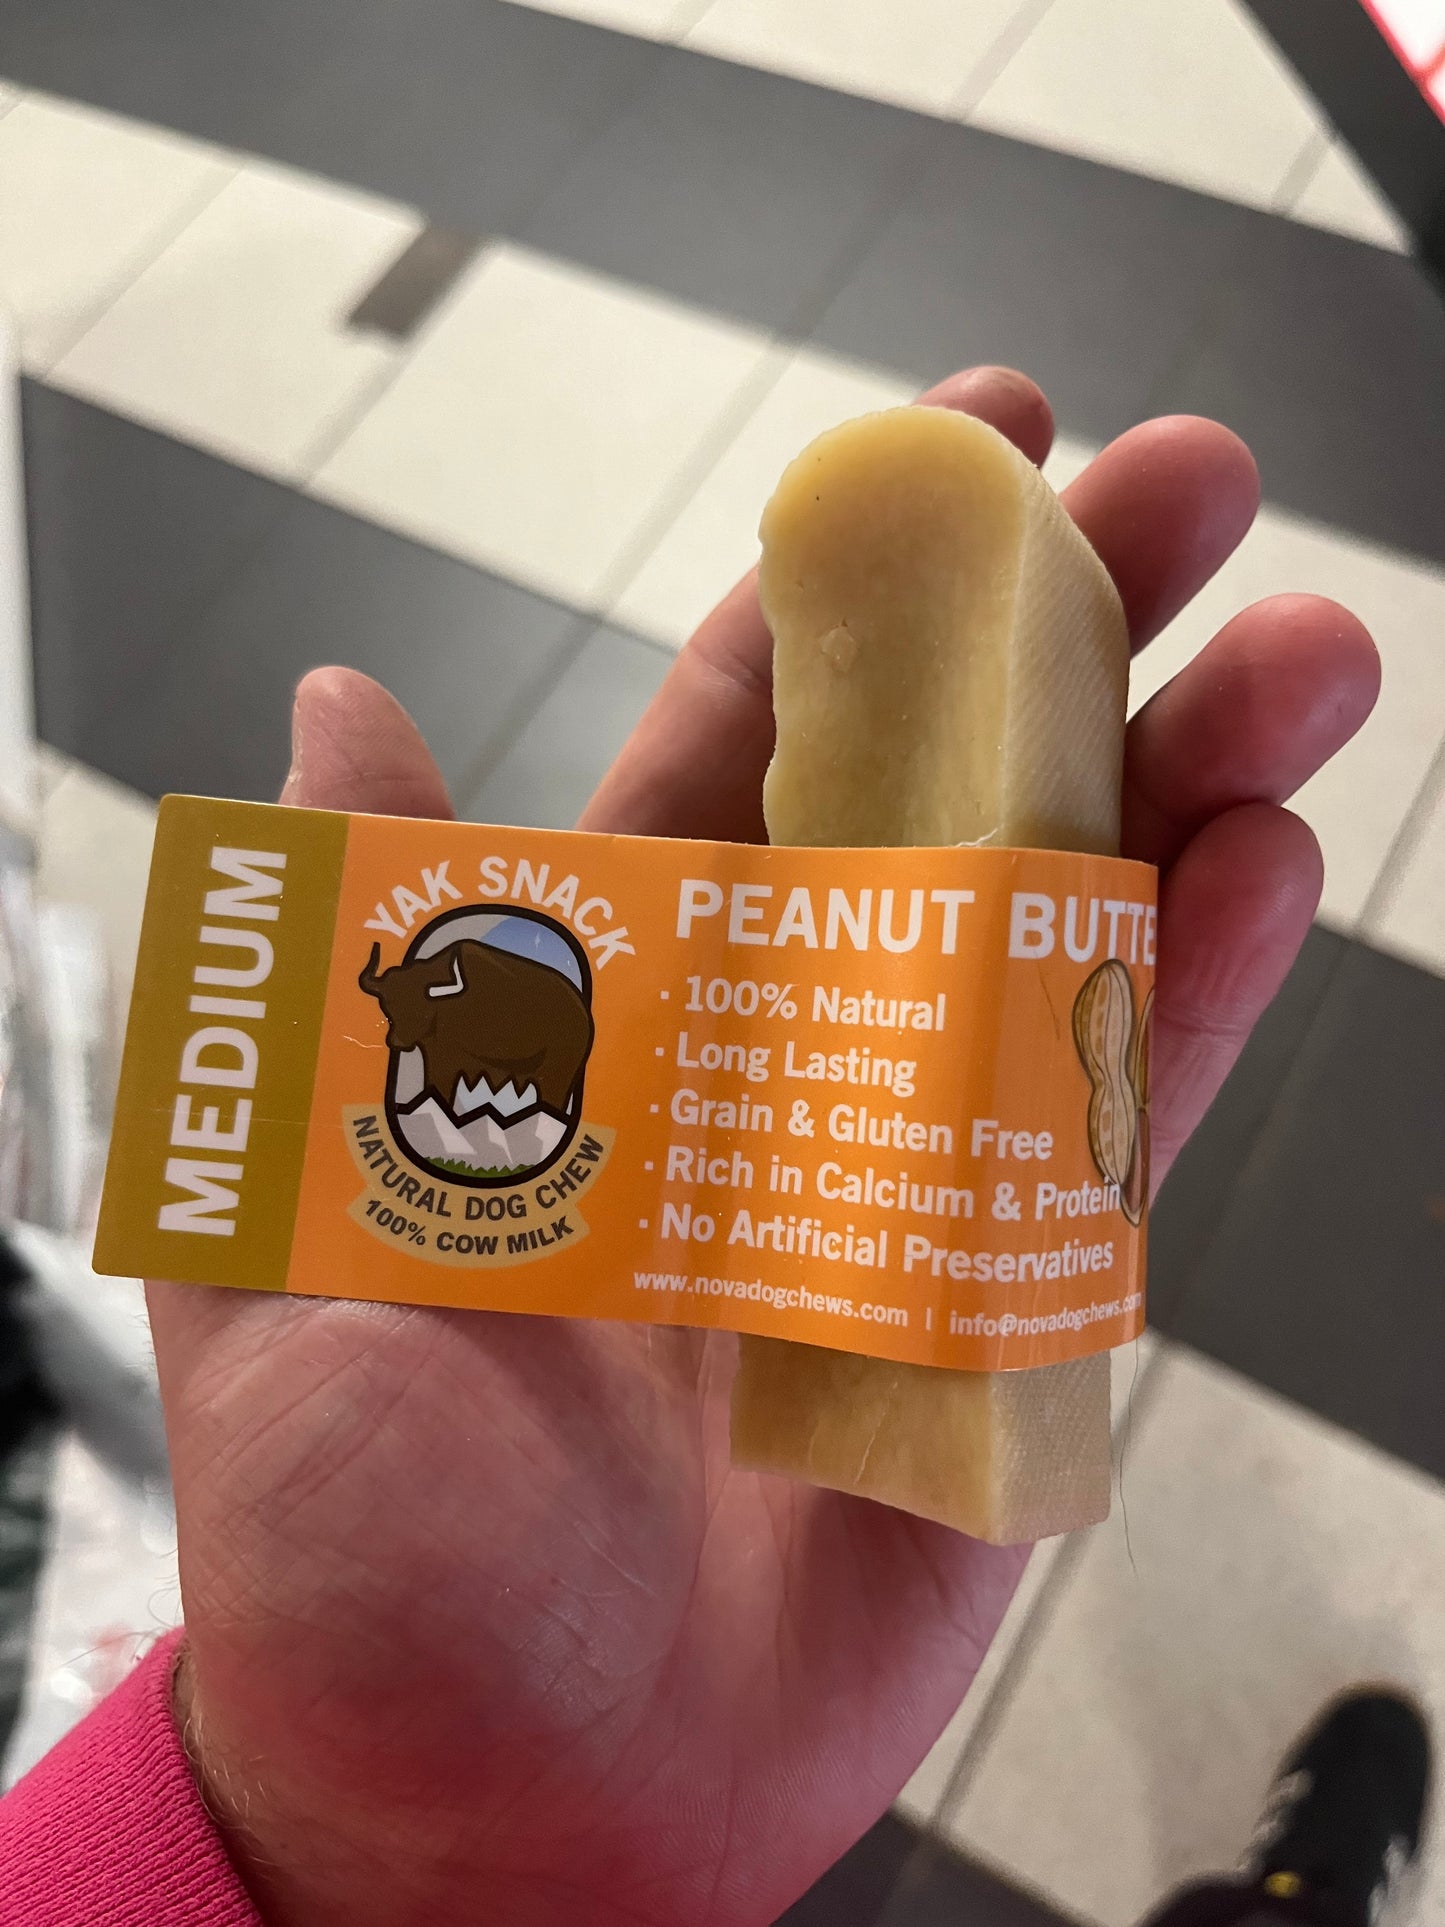 MEDIUM
YAK SNACK
NATURAL DOG CHEW
100% COW MILK
PEANUT BUTTE
· 100% Natural
· Long Lasting
· Grain & Gluten Free
· Rich in Calcium & Protein
· No Artificial Preservatives
www.novadogchews.com | info@novadogchews.com